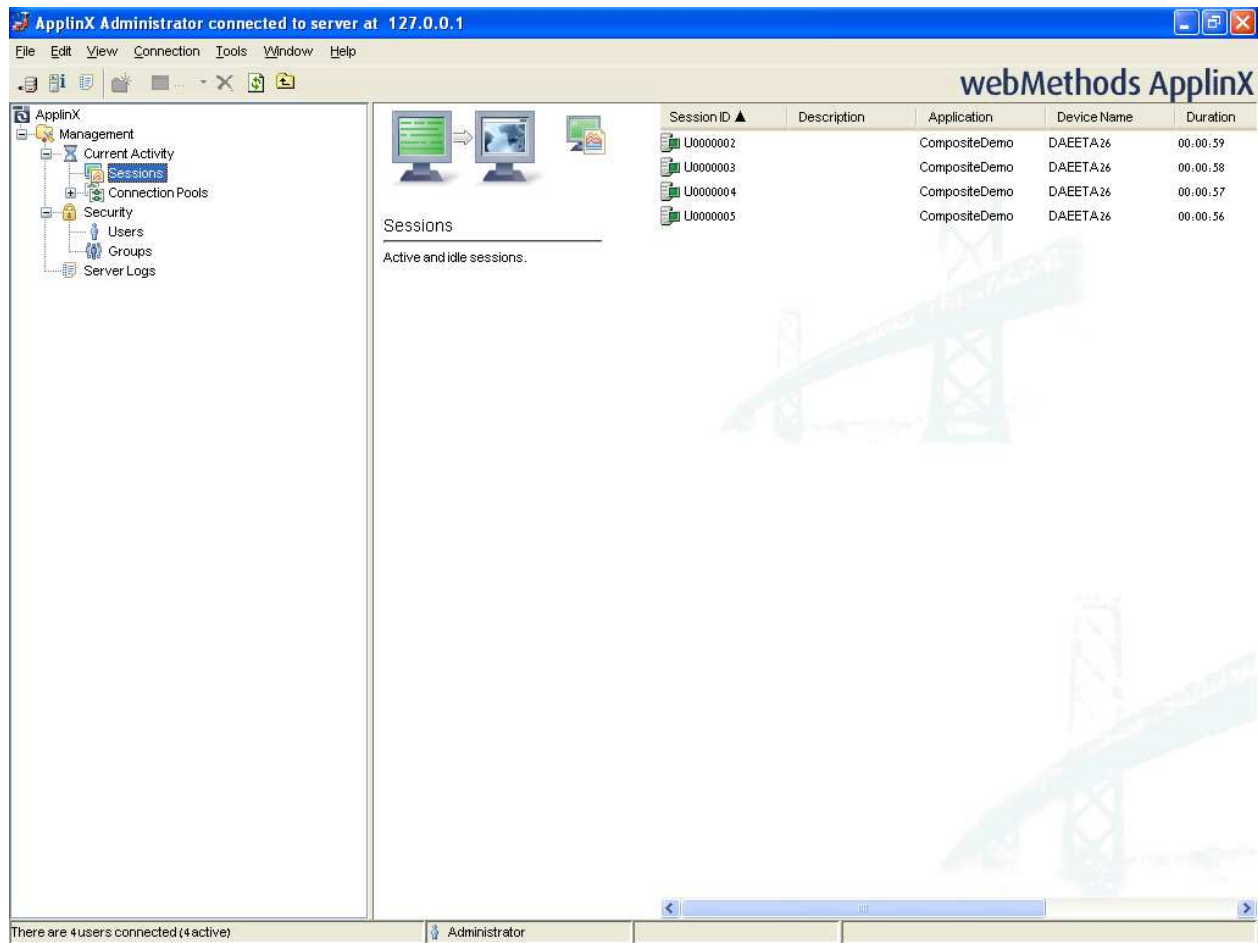 ApplinX Administrator connected to server at 127.0.0.1
File Edit View Connection Tools Window Help
webMethods ApplinX
ApplinX
Management
Current Activity
Sessions
Connection Pools
Security
Users
Groups
Server Logs
Sessions
Active and idle sessions.
Session ID ▲ Description Application Device Name Duration
U0000002 CompositeDemo DAEETA26 00:00:59
U0000003 CompositeDemo DAEETA26 00:00:58
U0000004 CompositeDemo DAEETA26 00:00:57
U0000005 CompositeDemo DAEETA26 00:00:56
There are 4 users connected (4 active) Administrator